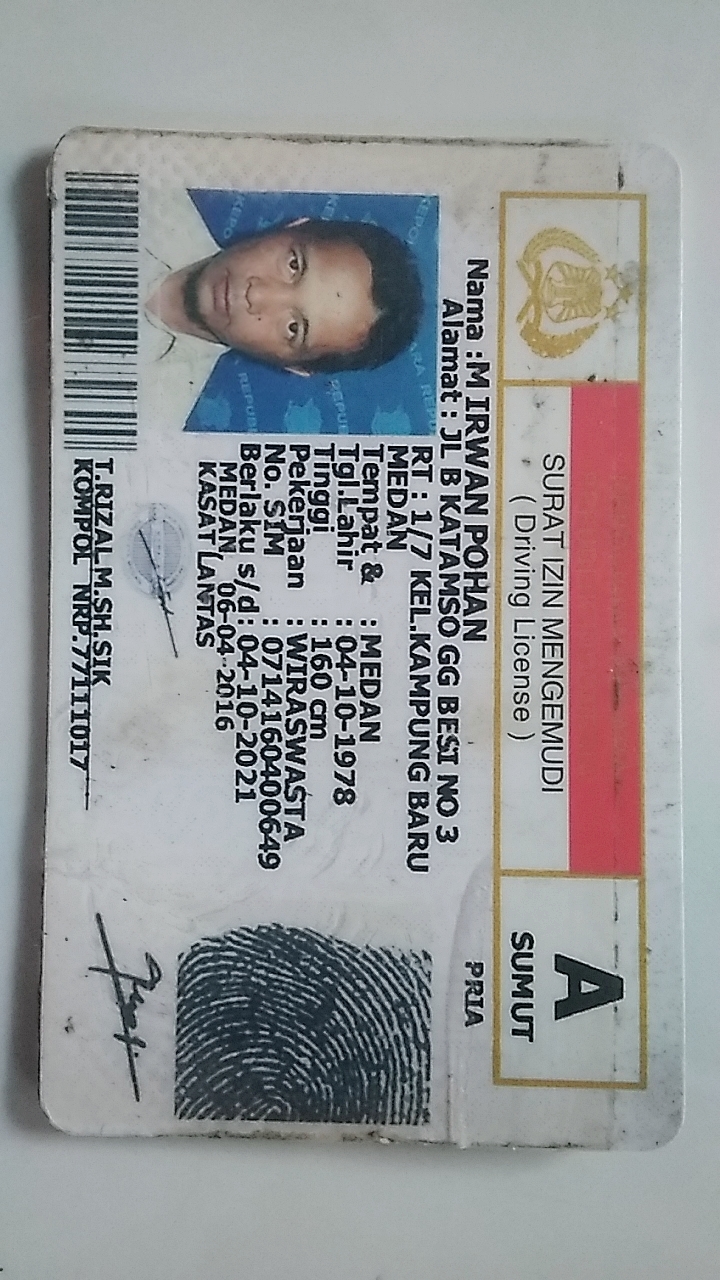 SURAT IZIN MENGEMUDI
( Driving License )
A
SUMUT
Nama : M IRWAN POHAN
PRIA
Alamat : JL B KATAMSO GG BESI NO 3
RT : 1/7 KEL.KAMPUNG BARU
MEDAN
Tempat & : MEDAN
Tgl.Lahir : 04-10-1978
Tinggi : 160 cm
Pekerjaan : WIRASWASTA
No. SIM : 071416040649
Berlaku s/d : 04-10-2021
MEDAN, 06-04-2016
KASAT LANTAS
T.RIZAL M.SH.SIK
KOMPOL NRP.77111017